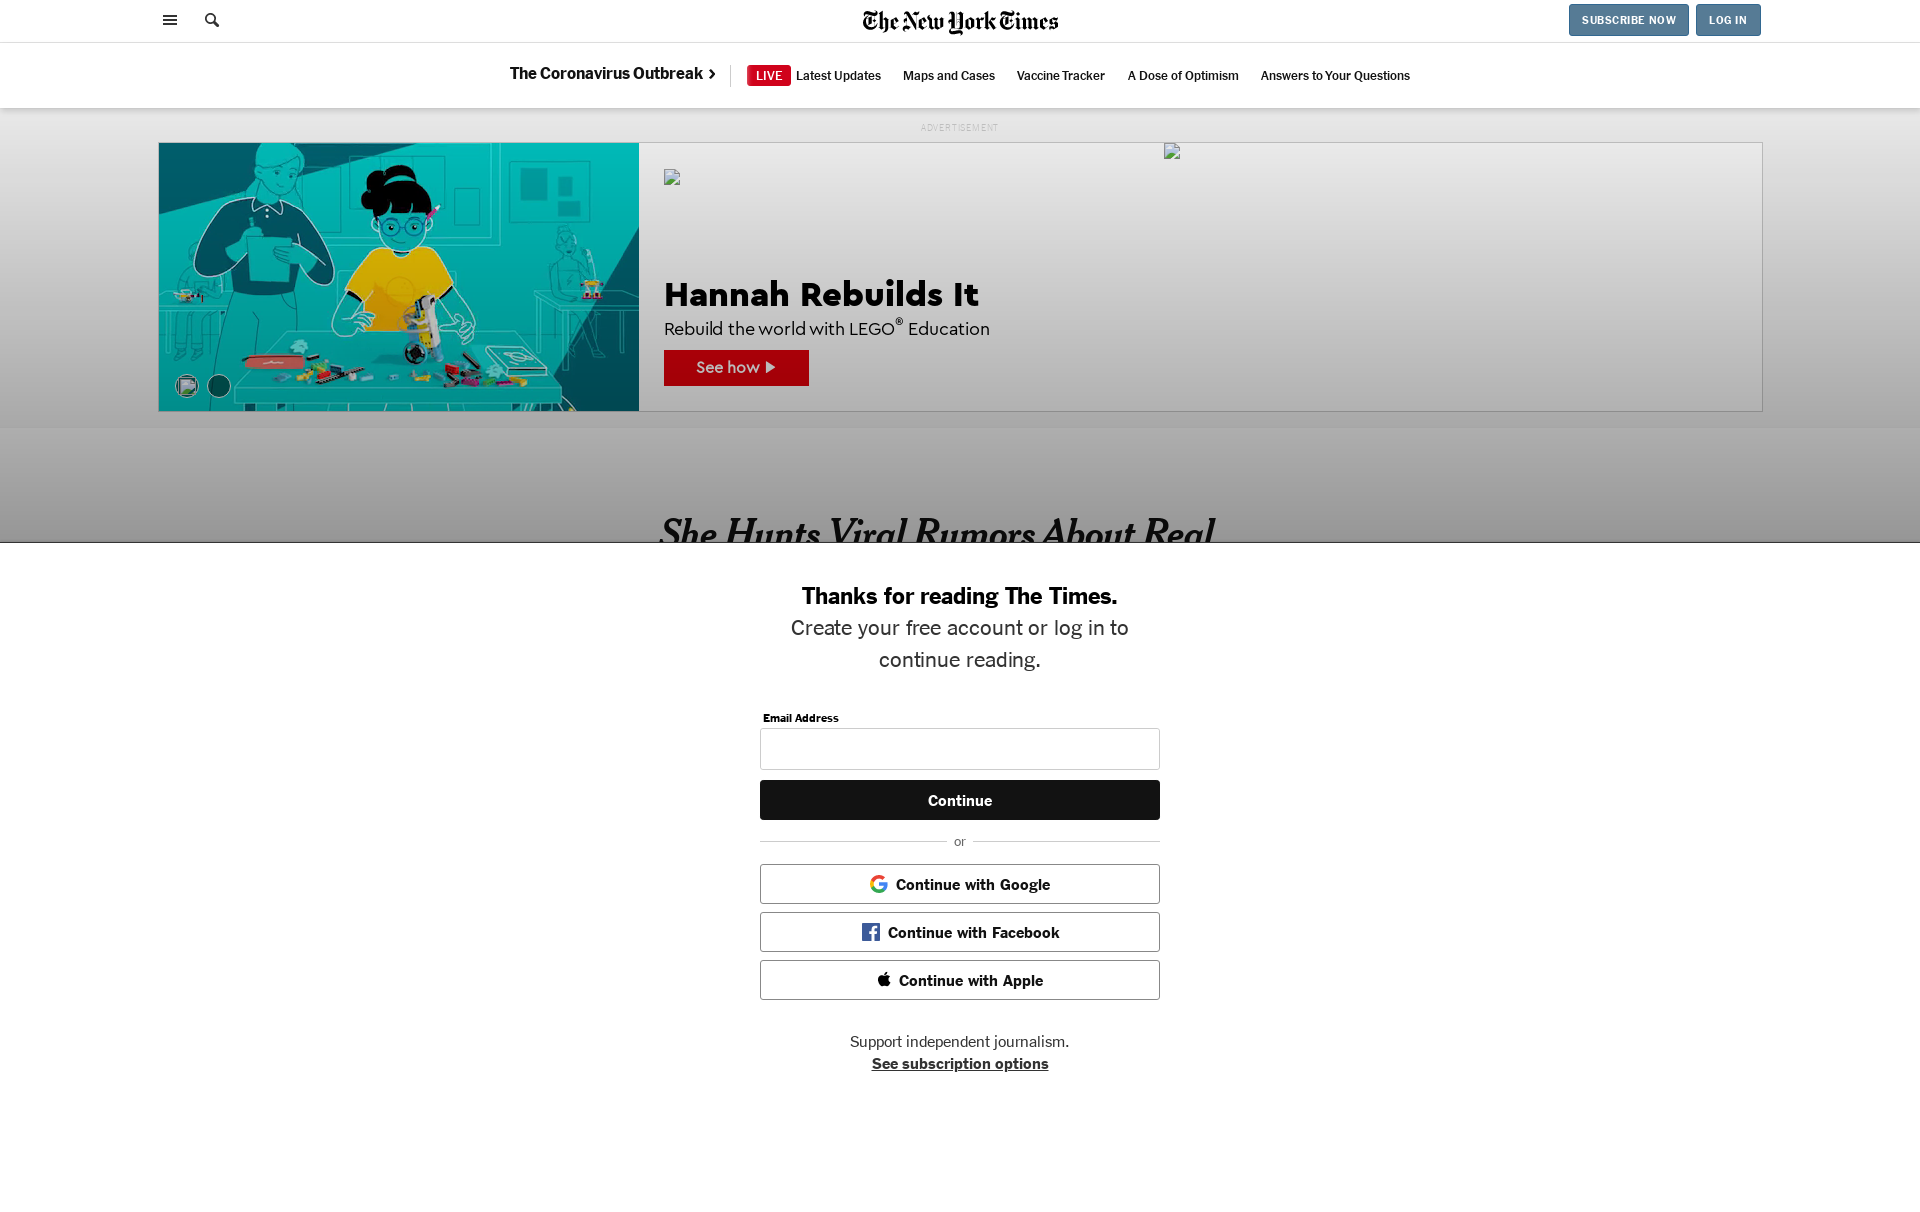 The New York Times
SUBSCRIBE NOW
LOG IN
The Coronavirus Outbreak
LIVE Latest Updates
Maps and Cases
Vaccine Tracker
A Dose of Optimism
Answers to Your Questions
ADVERTISEMENT
Hannah Rebuilds It
Rebuild the world with LEGO® Education
See how
She Hunts Viral Rumors About Real
Thanks for reading The Times.
Create your free account or log in to
continue reading.
Email Address
Continue
or
Continue with Google
Continue with Facebook
Continue with Apple
Support independent journalism.
See subscription options